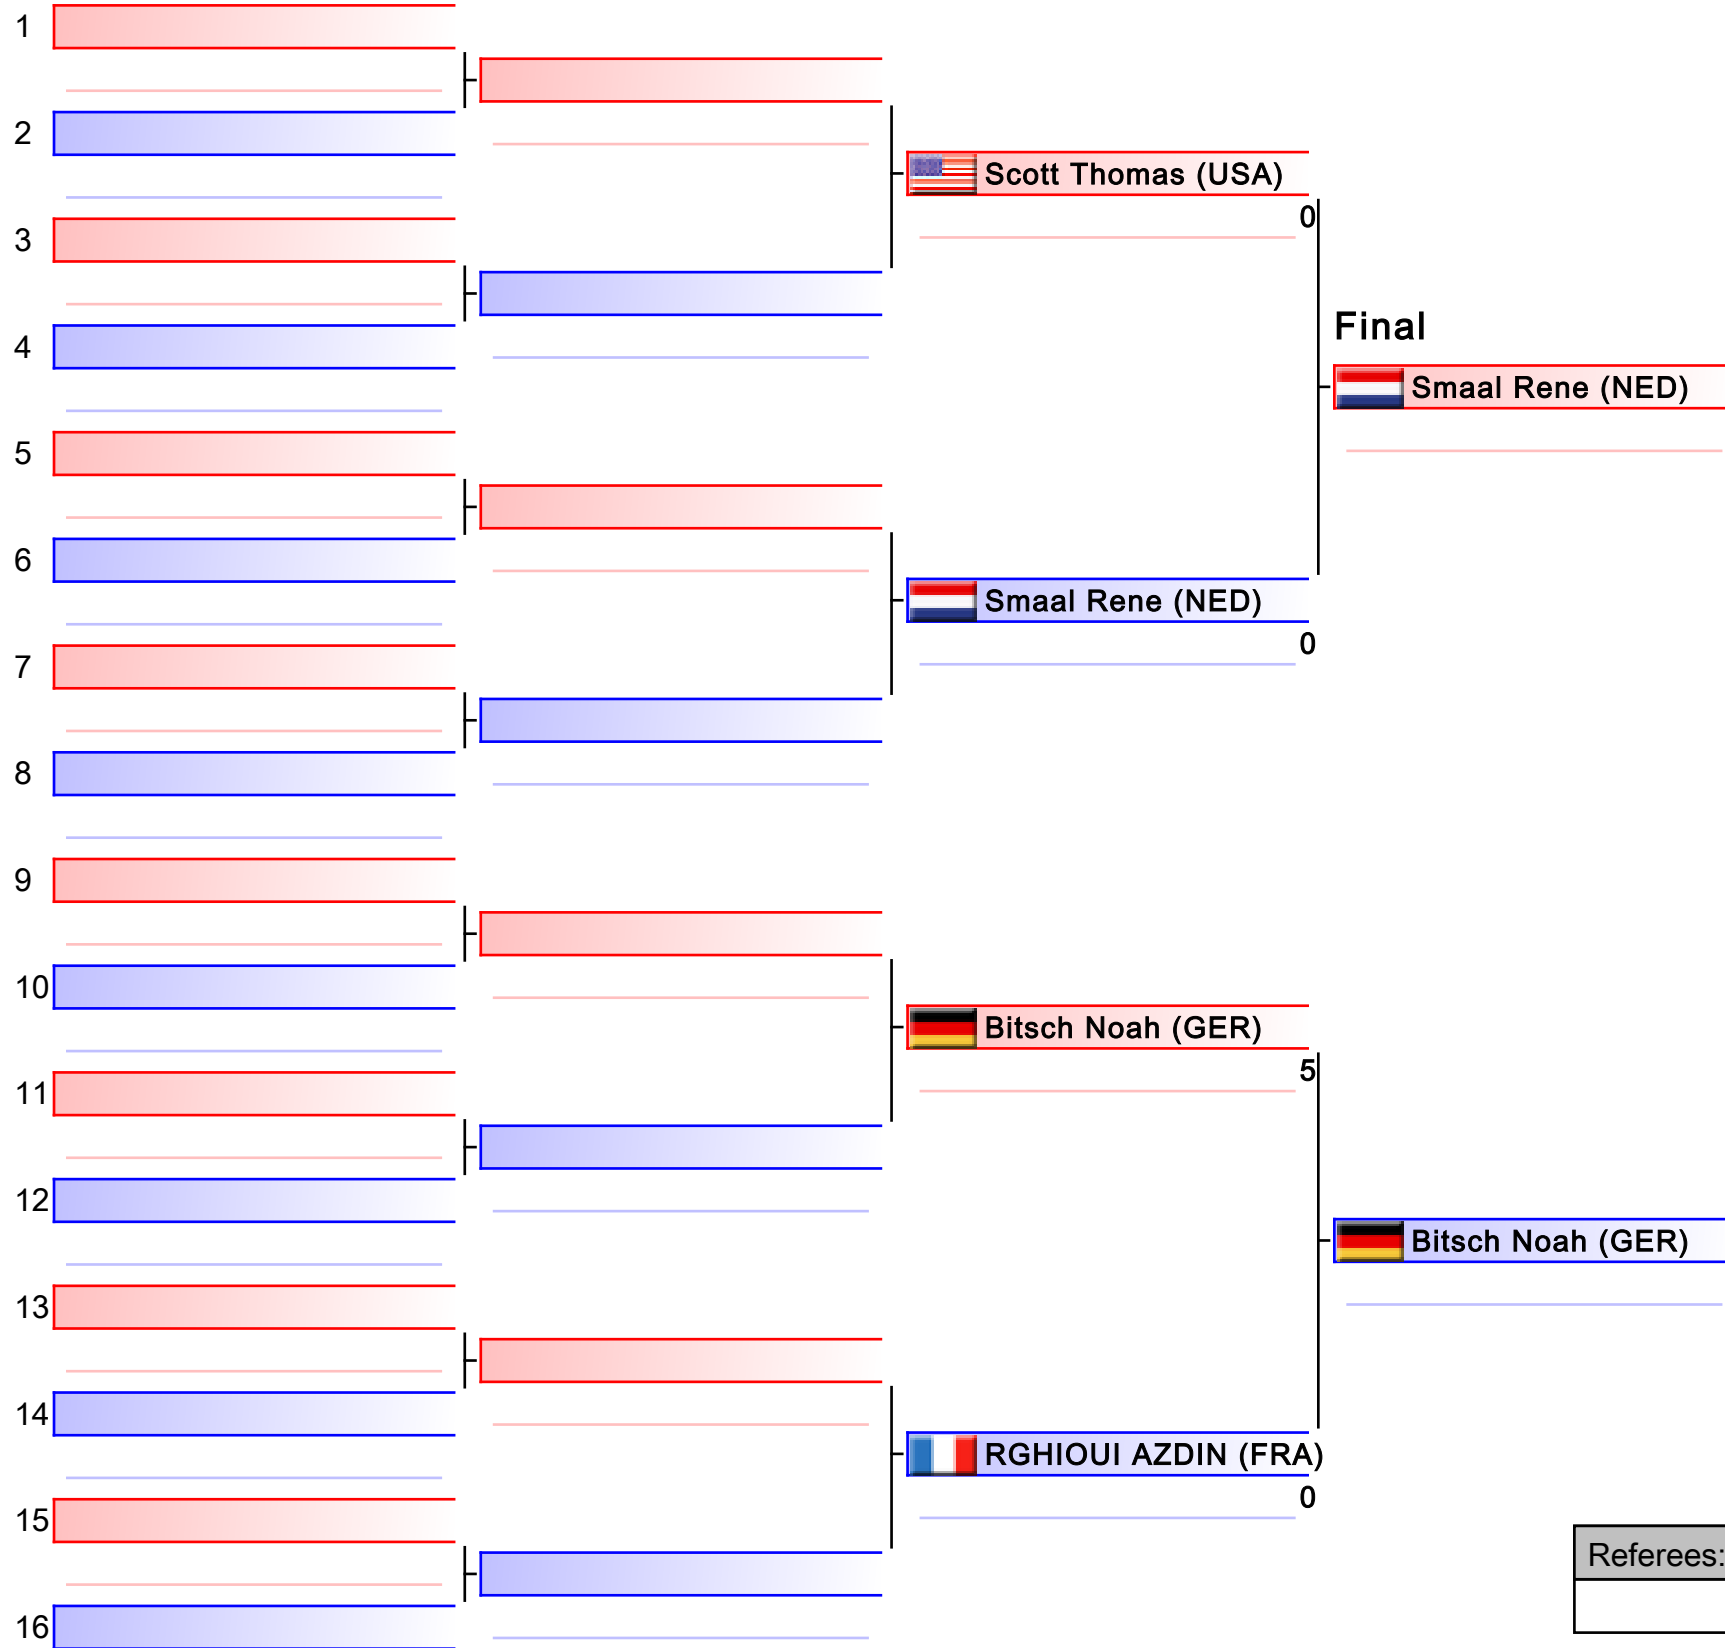 1
2
3
4
5
6
7
8
9
10
11
12
13
14
15
16
Scott Thomas (USA)
0
Smaal Rene (NED)
0
Bitsch Noah (GER)
5
RGHIOUI AZDIN (FRA)
0
Final
Smaal Rene (NED)
Bitsch Noah (GER)
Referees: